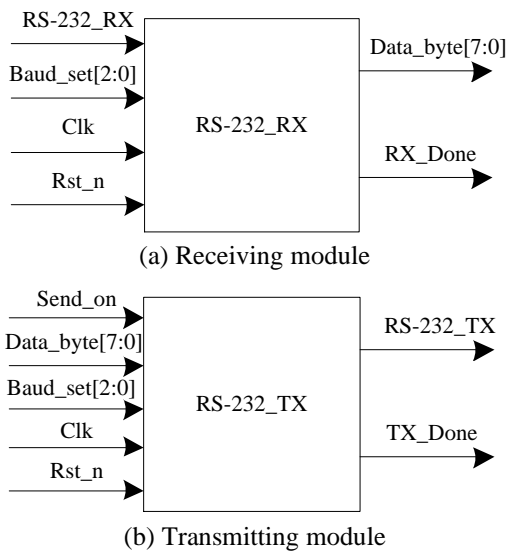 RS-232_RX
Baud_set[2:0]
Clk
Rst_n
RS-232_RX
Data_byte[7:0]
RX_Done
(a) Receiving module
Send_on
Data_byte[7:0]
Baud_set[2:0]
Clk
Rst_n
RS-232_TX
RS-232_TX
TX_Done
(b) Transmitting module